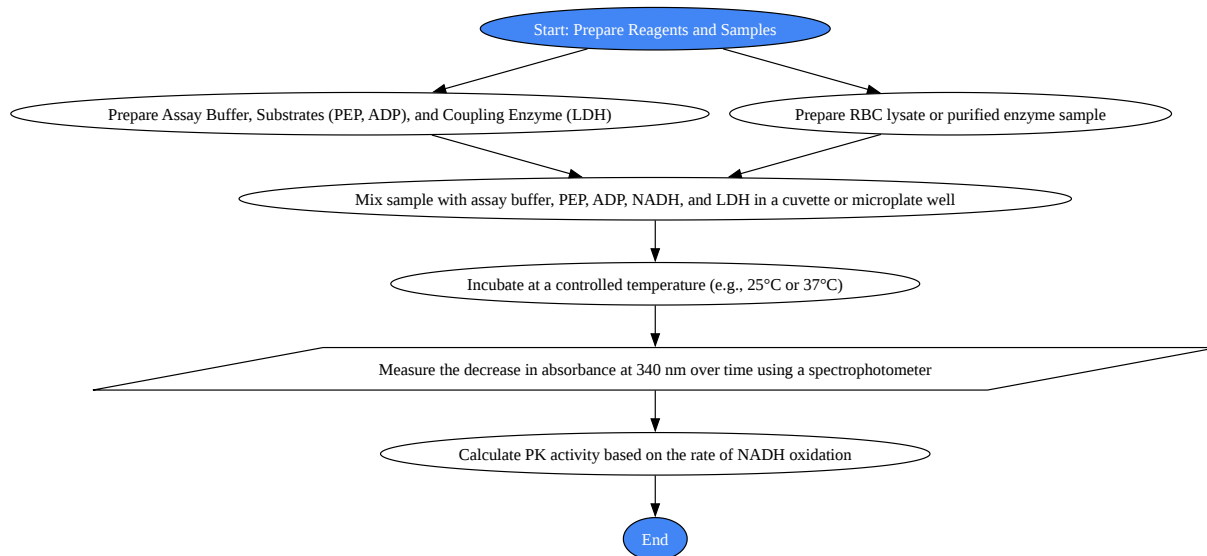 Start: Prepare Reagents and Samples
Prepare Assay Buffer, Substrates (PEP, ADP), and Coupling Enzyme (LDH)
Prepare RBC lysate or purified enzyme sample
Mix sample with assay buffer, PEP, ADP, NADH, and LDH in a cuvette or microplate well
Incubate at a controlled temperature (e.g., 25°C or 37°C)
Measure the decrease in absorbance at 340 nm over time using a spectrophotometer
Calculate PK activity based on the rate of NADH oxidation
End